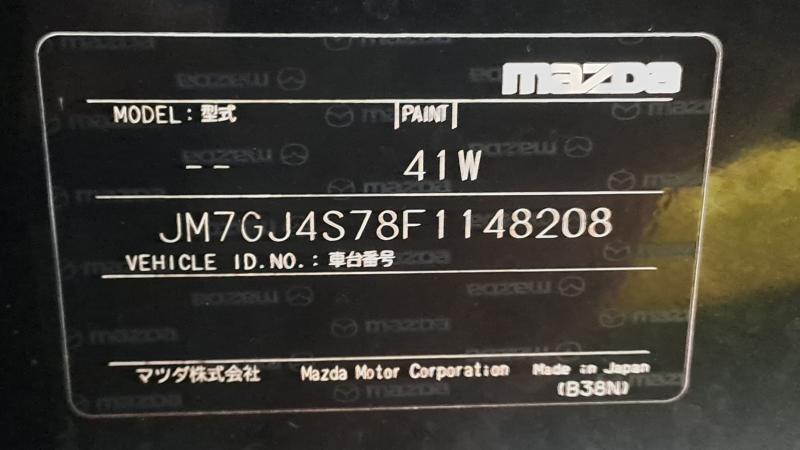 mazda
MODEL: 型式 PAINT
-- 41W
JM7GJ4S78F1148208
VEHICLE ID.NO.: 車台番号
マツダ株式会社 Mazda Motor Corporation Made in Japan
(B38N)